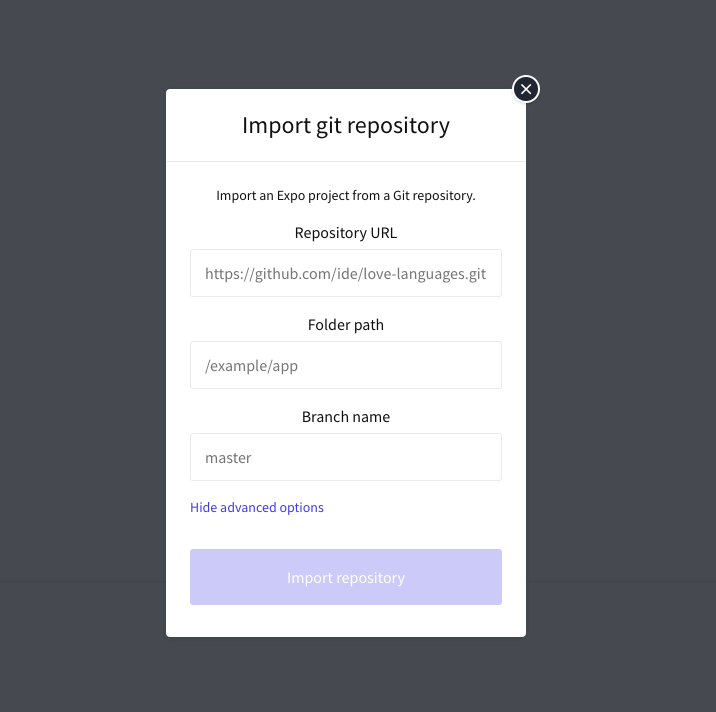 Import git repository
Import an Expo project from a Git repository.
Repository URL
https://github.com/ide/love-languages.git
Folder path
/example/app
Branch name
master
Hide advanced options
Import repository